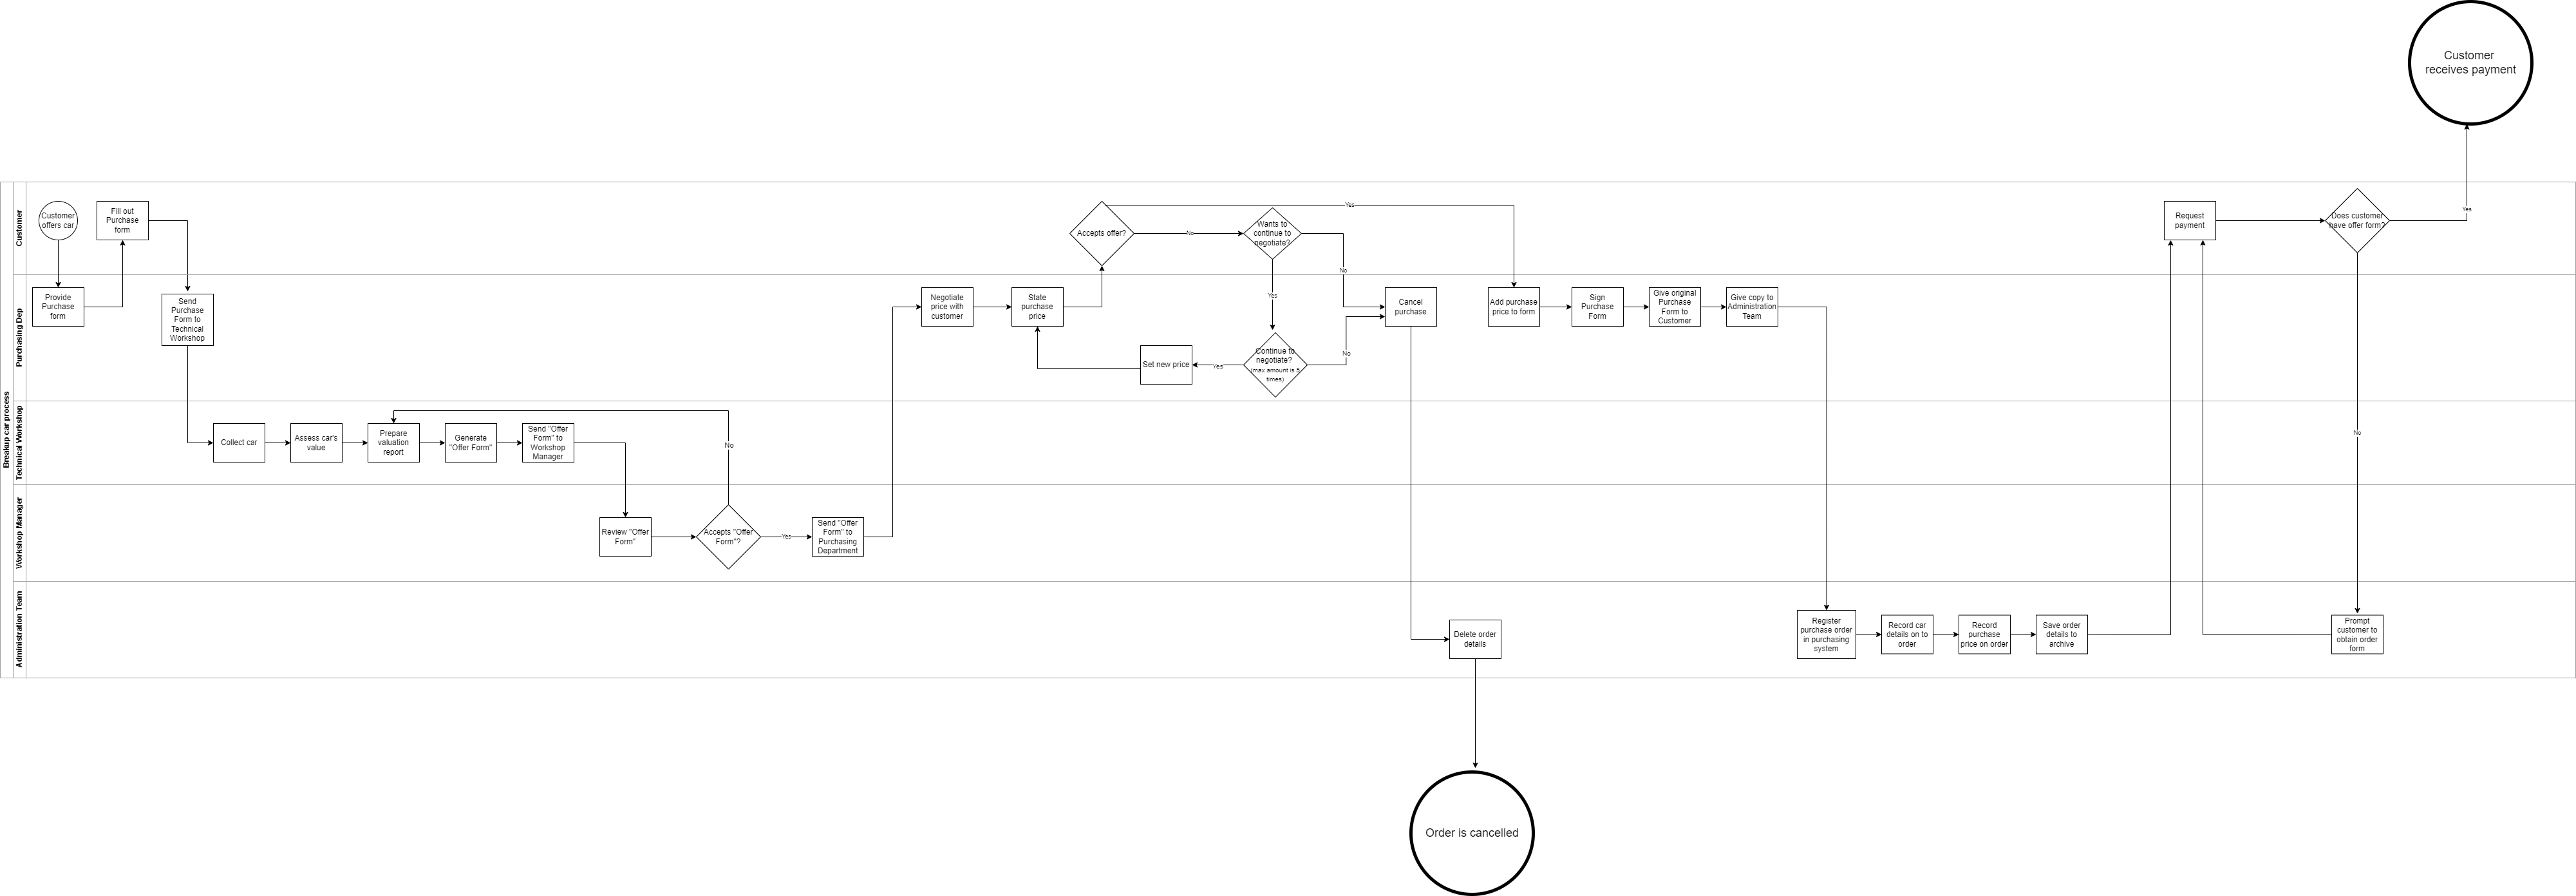 Customer
receives payment
Breakup car process
Customer
Customer
offers car
Fill out
Purchase
form
Accepts offer?
No
Wants to
continue to
negotiate?
Yes
No
Request
payment
Does customer
have offer form?
Yes
Purchasing Dep
Provide
Purchase
form
Send
Purchase
Form to
Technical
Workshop
Negotiate
price with
customer
State
purchase
price
Yes
Cancel
purchase
Add purchase
price to form
Sign
Purchase
Form
Give original
Purchase
Form to
Customer
Give copy to
Administration
Team
Set new price
Yes
Continue to
negotiate?
(max amount is 5
times)
No
Technical Workshop
Collect car
Assess car's
value
Prepare
valuation
report
Generate
"Offer Form"
Send "Offer
Form" to
Workshop
Manager
No
No
Workshop Manager
Review "Offer
Form"
Accepts "Offer
Form"?
Yes
Send "Offer
Form" to
Purchasing
Department
Administration Team
Delete order
details
Register
purchase order
in purchasing
system
Record car
details on to
order
Record
purchase
price on order
Save order
details to
archive
Prompt
customer to
obtain order
form
Order is cancelled